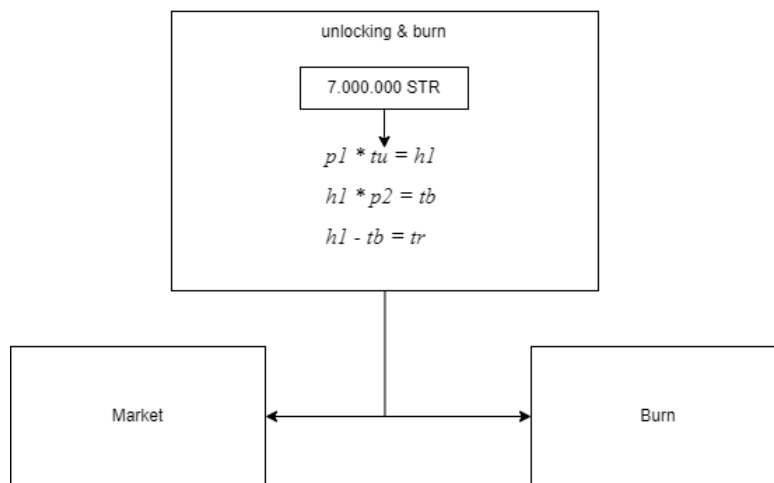 unlocking & burn
7.000.000 STR
p1 * tu = h1
h1 * p2 = tb
h1 - tb = tr
Market
Burn